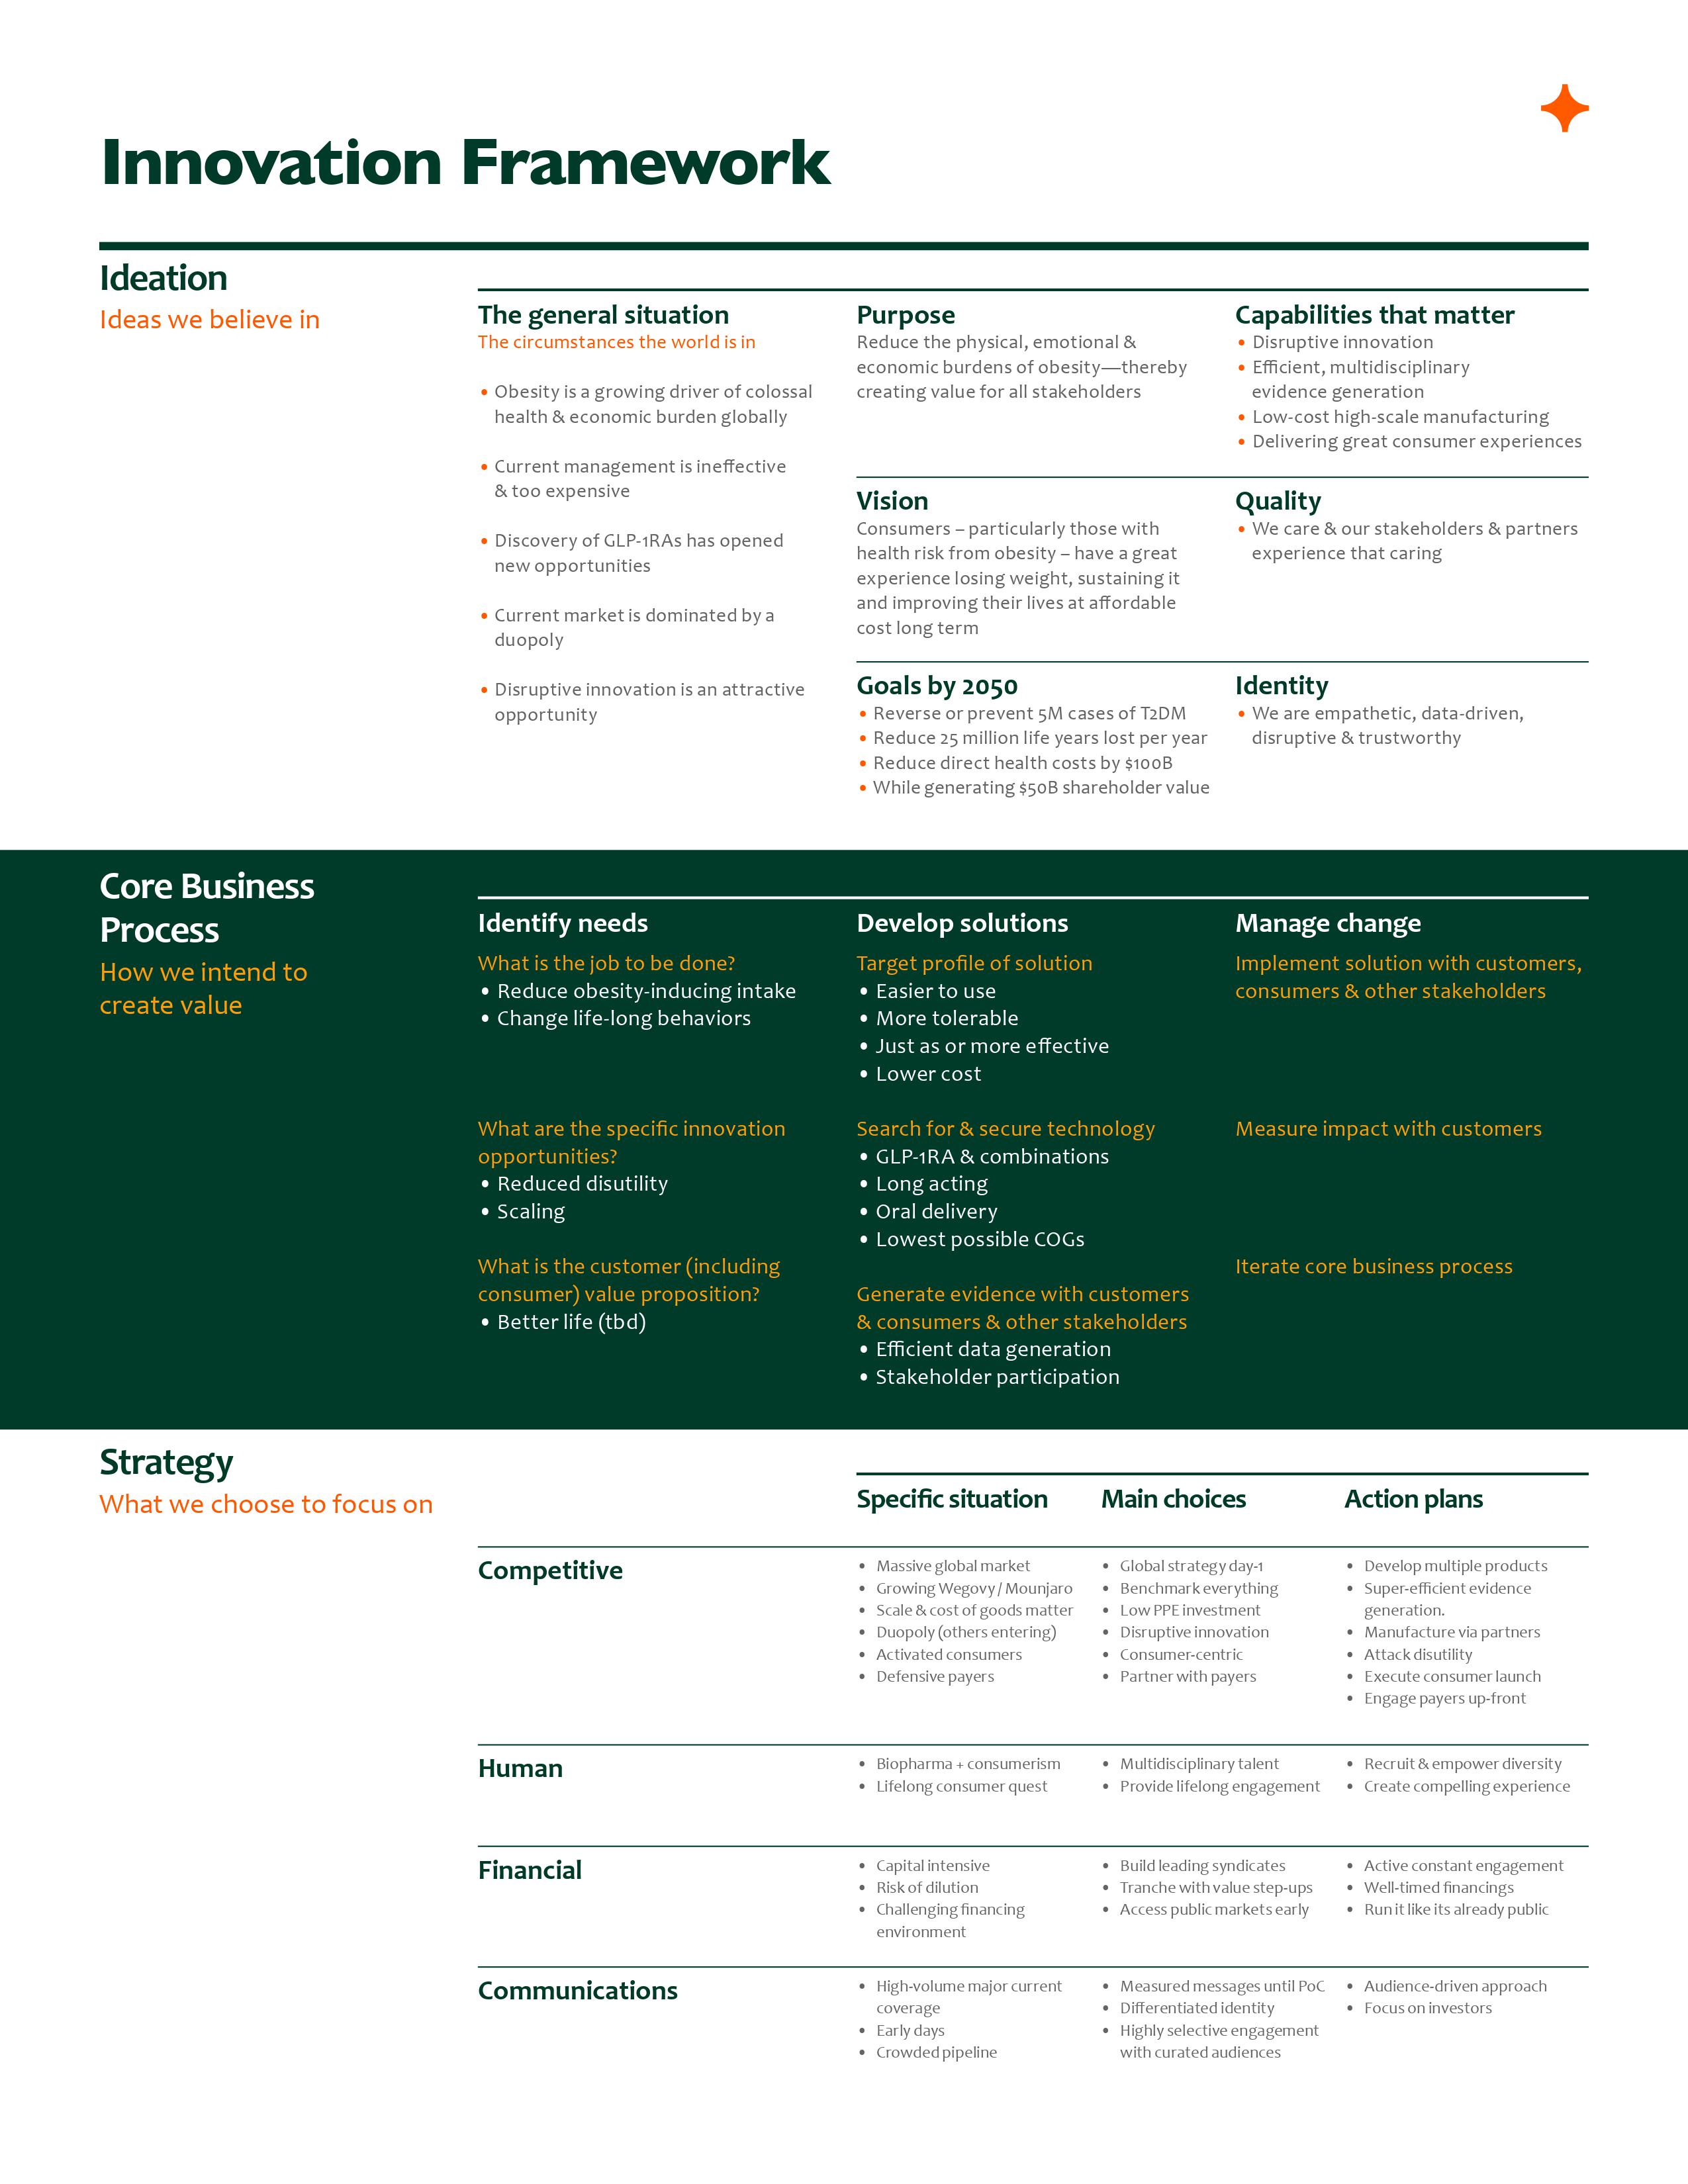 Innovation Framework
Ideation
Ideas we believe in
The general situation
The circumstances the world is in
• Obesity is a growing driver of colossal
health & economic burden globally
• Current management is ineffective
& too expensive
• Discovery of GLP-1RAs has opened
new opportunities
• Current market is dominated by a
duopoly
• Disruptive innovation is an attractive
opportunity
Purpose
Reduce the physical, emotional &
economic burdens of obesity—thereby
creating value for all stakeholders
Capabilities that matter
• Disruptive innovation
• Efficient, multidisciplinary
evidence generation
• Low-cost high-scale manufacturing
• Delivering great consumer experiences
Vision
Consumers – particularly those with
health risk from obesity – have a great
experience losing weight, sustaining it
and improving their lives at affordable
cost long term
Quality
• We care & our stakeholders & partners
experience that caring
Goals by 2050
• Reverse or prevent 5M cases of T2DM
• Reduce 25 million life years lost per year
• Reduce direct health costs by $100B
• While generating $50B shareholder value
Identity
• We are empathetic, data-driven,
disruptive & trustworthy
Core Business
Process
How we intend to
create value
Identify needs
What is the job to be done?
• Reduce obesity-inducing intake
• Change life-long behaviors
What are the specific innovation
opportunities?
• Reduced disutility
• Scaling
What is the customer (including
consumer) value proposition?
• Better life (tbd)
Develop solutions
Target profile of solution
• Easier to use
• More tolerable
• Just as or more effective
• Lower cost
Search for & secure technology
• GLP-1RA & combinations
• Long acting
• Oral delivery
• Lowest possible COGs
Generate evidence with customers
& consumers & other stakeholders
• Efficient data generation
• Stakeholder participation
Manage change
Implement solution with customers,
consumers & other stakeholders
Measure impact with customers
Iterate core business process
Strategy
What we choose to focus on
Specific situation
Main choices
Action plans
Competitive
• Massive global market
• Growing Wegovy / Mounjaro
• Scale & cost of goods matter
• Duopoly (others entering)
• Activated consumers
• Defensive payers
• Global strategy day-1
• Benchmark everything
• Low PPE investment
• Disruptive innovation
• Consumer-centric
• Partner with payers
• Develop multiple products
• Super-efficient evidence
generation.
• Manufacture via partners
• Attack disutility
• Execute consumer launch
• Engage payers up-front
Human
• Biopharma + consumerism
• Lifelong consumer quest
• Multidisciplinary talent
• Provide lifelong engagement
• Recruit & empower diversity
• Create compelling experience
Financial
• Capital intensive
• Risk of dilution
• Challenging financing
environment
• Build leading syndicates
• Tranche with value step-ups
• Access public markets early
• Active constant engagement
• Well-timed financings
• Run it like its already public
Communications
• High-volume major current
coverage
• Early days
• Crowded pipeline
• Measured messages until PoC
• Differentiated identity
• Highly selective engagement
with curated audiences
• Audience-driven approach
• Focus on investors